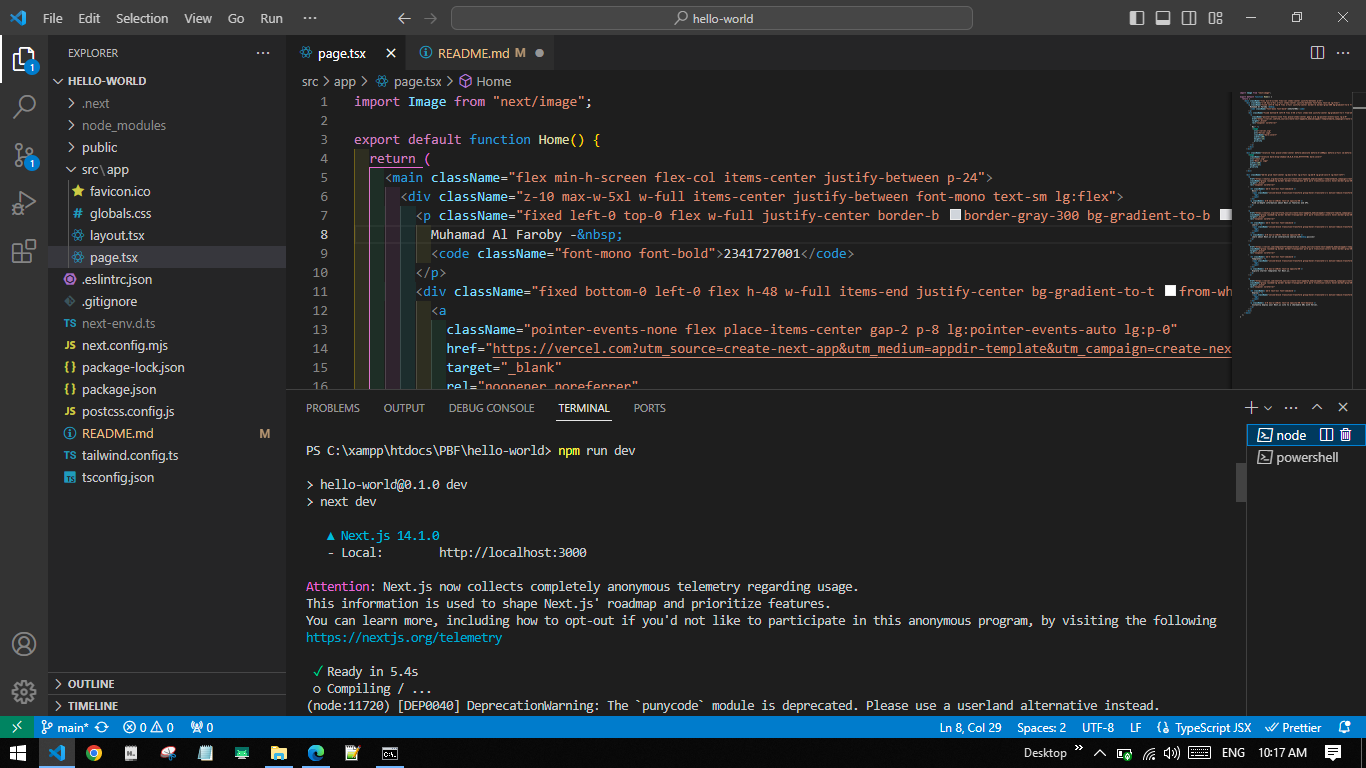 File Edit Selection View Go Run ··· hello-world
EXPLORER ···
HELLO-WORLD
.next
node_modules
public
src\app
favicon.ico
globals.css
layout.tsx
page.tsx
.eslintrc.json
.gitignore
next-env.d.ts
next.config.mjs
package-lock.json
package.json
postcss.config.js
README.md M
tailwind.config.ts
tsconfig.json
OUTLINE
TIMELINE
page.tsx README.md M
src > app > page.tsx > Home
1 import Image from "next/image";
2
3 export default function Home() {
4 return (
5 <main className="flex min-h-screen flex-col items-center justify-between p-24">
6 <div className="z-10 max-w-5xl w-full items-center justify-between font-mono text-sm lg:flex">
7 <p className="fixed left-0 top-0 flex w-full justify-center border-b border-gray-300 bg-gradient-to-b
8 Muhamad Al Faroby -&nbsp;
9 <code className="font-mono font-bold">2341727001</code>
10 </p>
11 <div className="fixed bottom-0 left-0 flex h-48 w-full items-end justify-center bg-gradient-to-t from-wh
12 <a
13 className="pointer-events-none flex place-items-center gap-2 p-8 lg:pointer-events-auto lg:p-0"
14 href="https://vercel.com?utm_source=create-next-app&utm_medium=appdir-template&utm_campaign=create-nex
15 target="_blank"
16 rel="noopener noreferrer"
PROBLEMS OUTPUT DEBUG CONSOLE TERMINAL PORTS
node
powershell
PS C:\xampp\htdocs\PBF\hello-world> npm run dev
> hello-world@0.1.0 dev
> next dev
▲ Next.js 14.1.0
- Local: http://localhost:3000
Attention: Next.js now collects completely anonymous telemetry regarding usage.
This information is used to shape Next.js' roadmap and prioritize features.
You can learn more, including how to opt-out if you'd not like to participate in this anonymous program, by visiting the following
https://nextjs.org/telemetry
✓ Ready in 5.4s
○ Compiling / ...
(node:11720) [DEP0040] DeprecationWarning: The `punycode` module is deprecated. Please use a userland alternative instead.
main* 0 0 0 Ln 8, Col 29 Spaces: 2 UTF-8 LF TypeScript JSX Prettier
Desktop ENG 10:17 AM